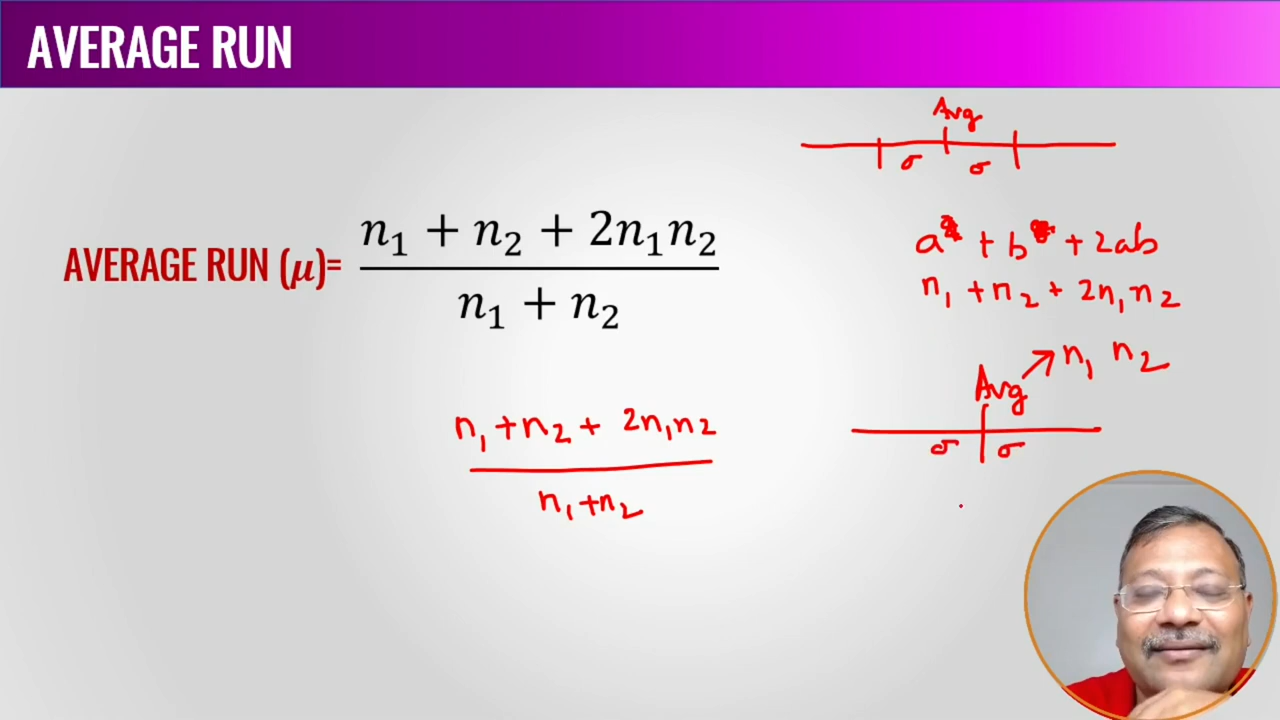 AVERAGE RUN
Avg
σ σ
n₁ + n₂ + 2n₁n₂
AVERAGE RUN (μ)=
n₁ + n₂
a + b + 2ab
n₁ + n₂ + 2n₁n₂
Avg → n₁ n₂
σ σ
n₁ + n₂ + 2n₁n₂
n₁ + n₂